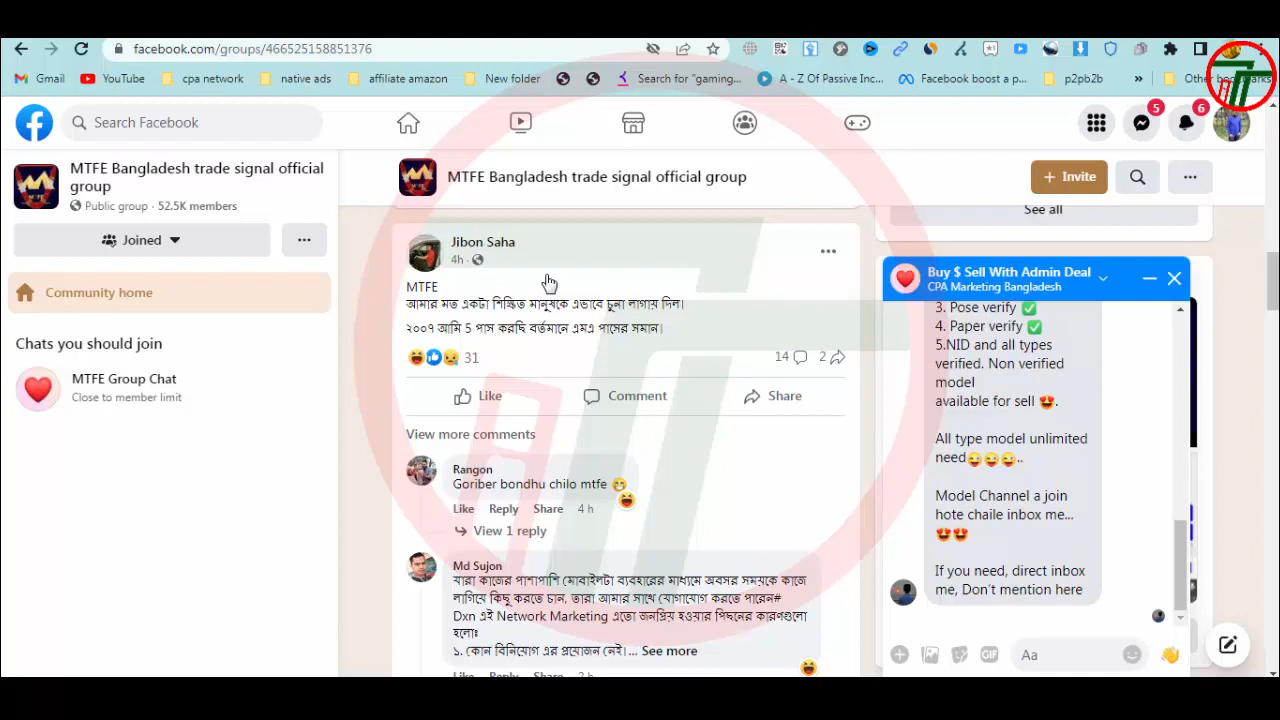 facebook.com/groups/466525158851376
Gmail
YouTube
cpa network
native ads
affiliate amazon
New folder
Search for "gaming...
A - Z Of Passive Inc...
Facebook boost a p...
p2pb2b
»
Search Facebook
5
6
MTFE Bangladesh trade signal official
group
Public group · 52.5K members
Joined
Community home
Chats you should join
MTFE Group Chat
Close to member limit
MTFE Bangladesh trade signal official group
+ Invite
See all
Jibon Saha
4h ·
MTFE
আমার মত একটা শিক্ষিত মানুষকে এভাবে চুনা লাগায় দিল।
২০০৭ আমি 5 পাস করছি বর্তমানে এমএ পাসের সমান।
31
14
2
Like
Comment
Share
View more comments
Rangon
Goriber bondhu chilo mtfe 😁
Like Reply Share 4 h
View 1 reply
Md Sujon
যারা কাজের পাশাপাশি মোবাইলটা ব্যবহারের মাধ্যমে অবসর সময়কে কাজে
লাগিয়ে কিছু করতে চান, তারা আমার সাথে যোগাযোগ করতে পারেন#
Dxn এই Network Marketing এতো জনপ্রিয় হওয়ার পিছনের কারণগুলো
হলোঃ
১. কোন বিনিয়োগ এর প্রয়োজন নেই।... See more
Buy $ Sell With Admin Deal
CPA Marketing Bangladesh
3. Pose verify ✅
4. Paper verify ✅
5.NID and all types
verified. Non verified
model
available for sell 😍.
All type model unlimited
need😜😜😜..
Model Channel a join
hote chaile inbox me...
😍😍
If you need, direct inbox
me, Don't mention here
GIF
Aa